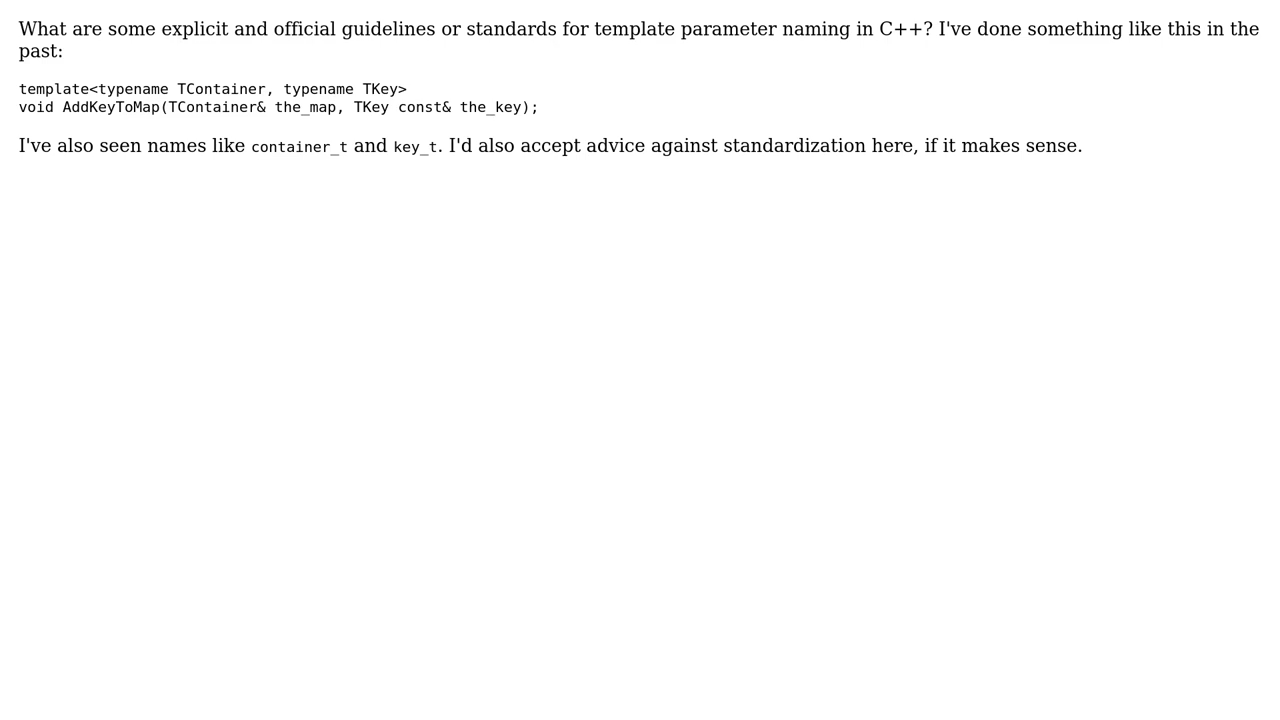 What are some explicit and official guidelines or standards for template parameter naming in C++? I've done something like this in the
past:
template<typename TContainer, typename TKey>
void AddKeyToMap(TContainer& the_map, TKey const& the_key);
I've also seen names like container_t and key_t. I'd also accept advice against standardization here, if it makes sense.